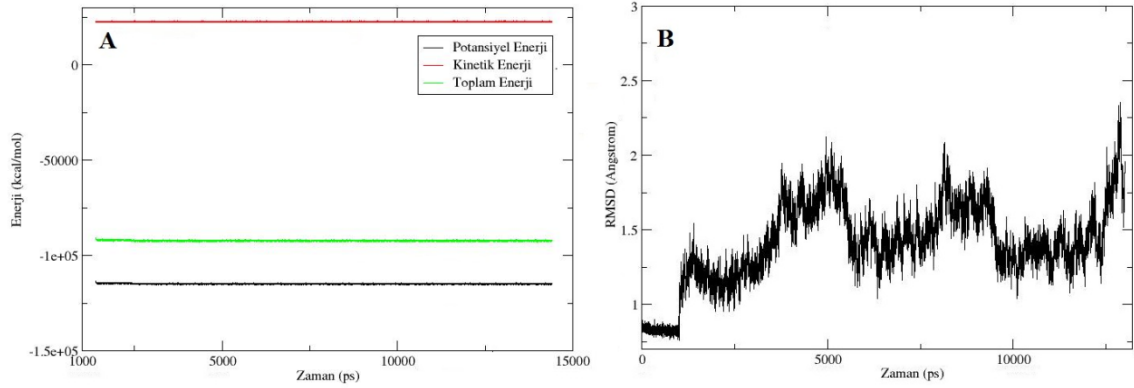 A
Potansiyel Enerji
Kinetik Enerji
Toplam Enerji
0
-50000
-1e+05
-1.5e+05
Enerji (kcal/mol)
1000
5000
10000
15000
Zaman (ps)
B
3
2.5
2
1.5
1
RMSD (Angstrom)
0
5000
10000
Zaman (ps)